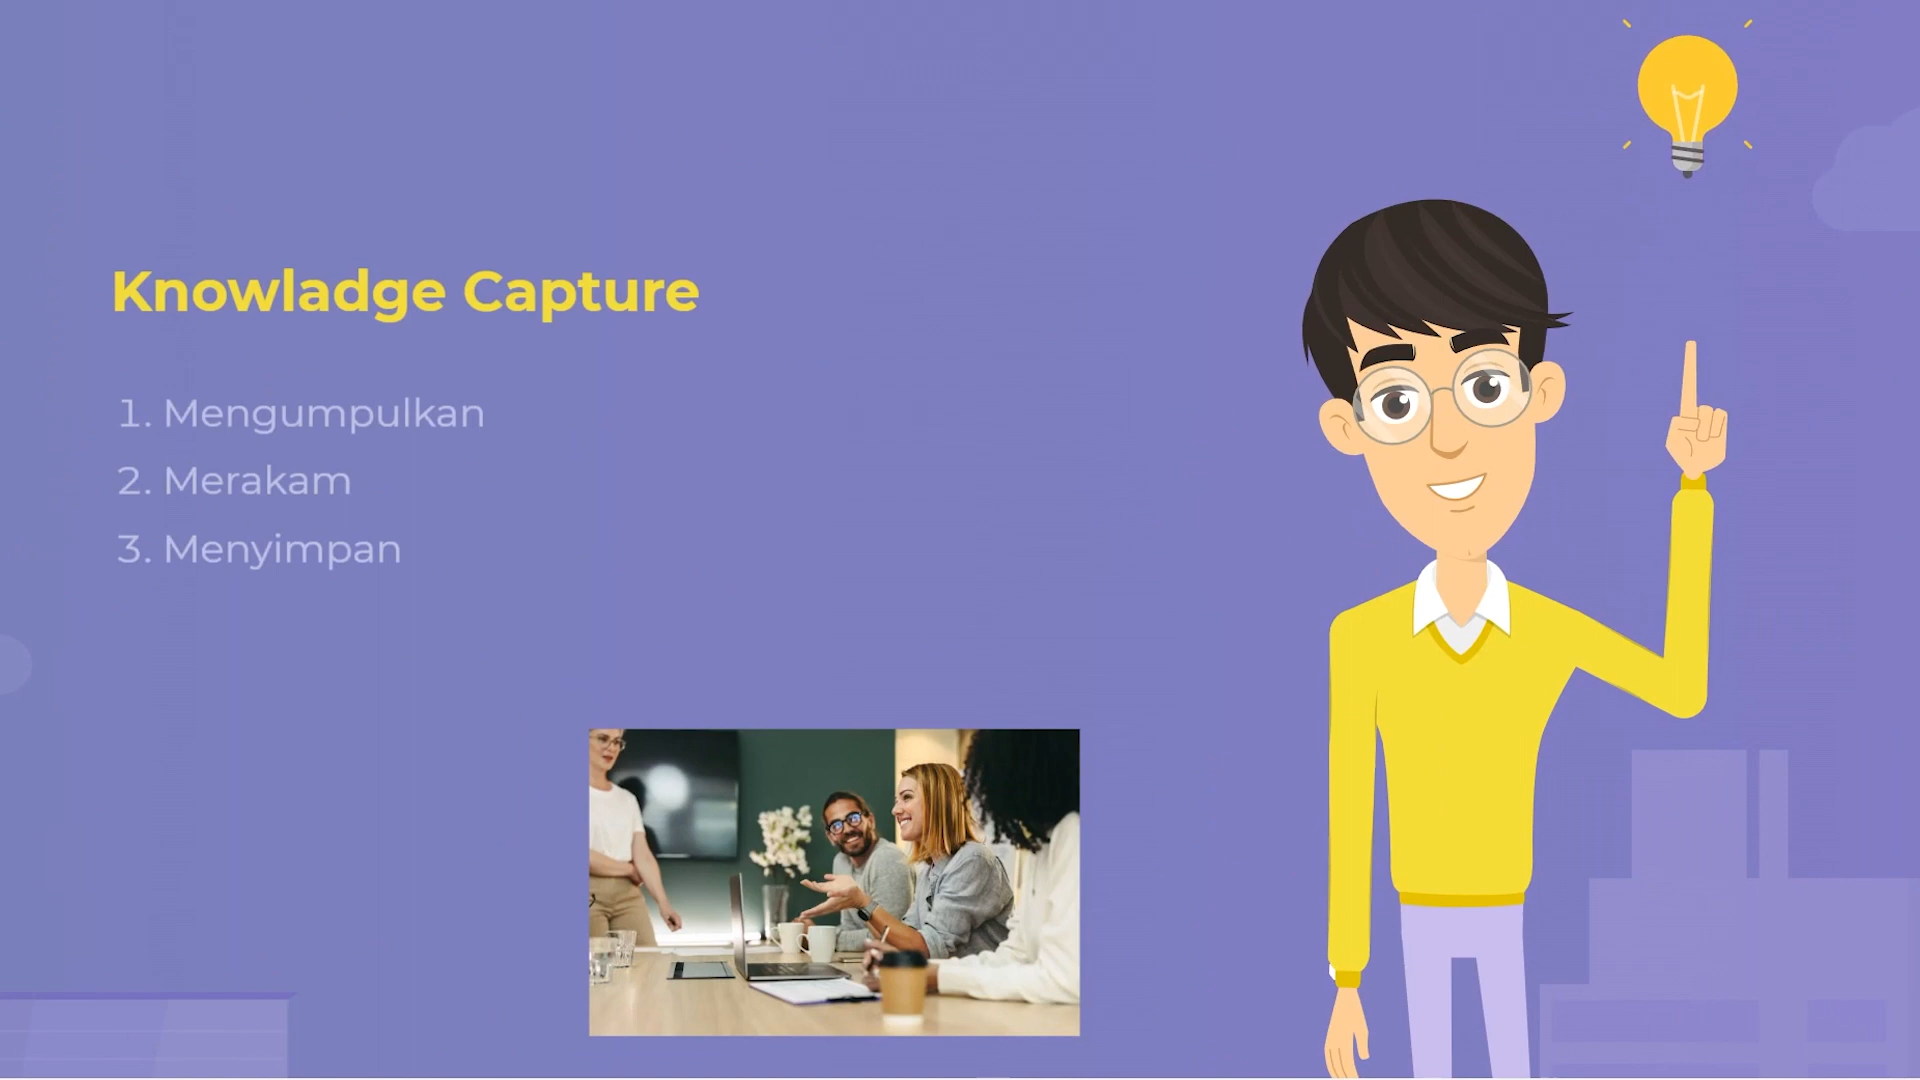 Knowladge Capture
1. Mengumpulkan
2. Merakam
3. Menyimpan